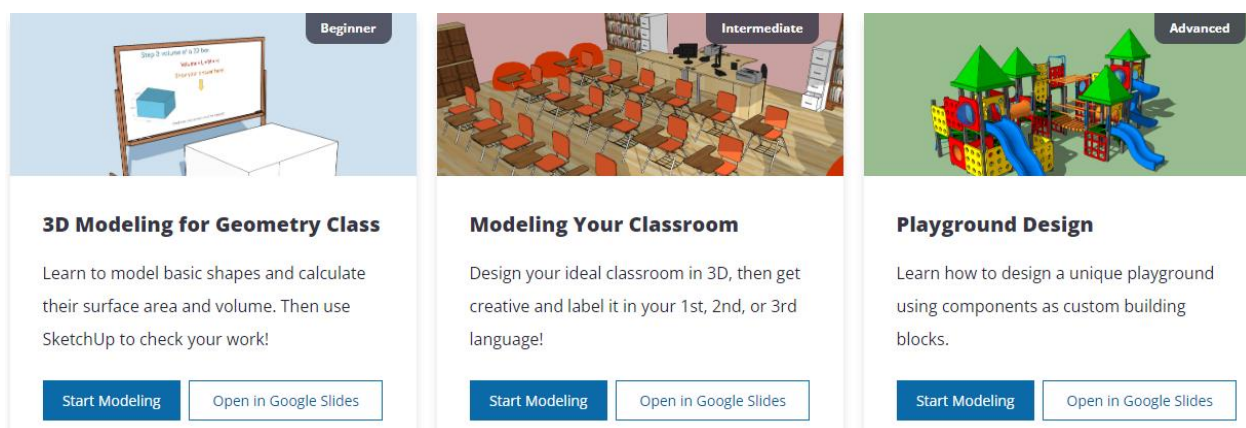 Beginner
Step 3: volume of a 3D box
Intermediate
Advanced
3D Modeling for Geometry Class
Learn to model basic shapes and calculate
their surface area and volume. Then use
SketchUp to check your work!
Start Modeling
Open in Google Slides
Modeling Your Classroom
Design your ideal classroom in 3D, then get
creative and label it in your 1st, 2nd, or 3rd
language!
Start Modeling
Open in Google Slides
Playground Design
Learn how to design a unique playground
using components as custom building
blocks.
Start Modeling
Open in Google Slides